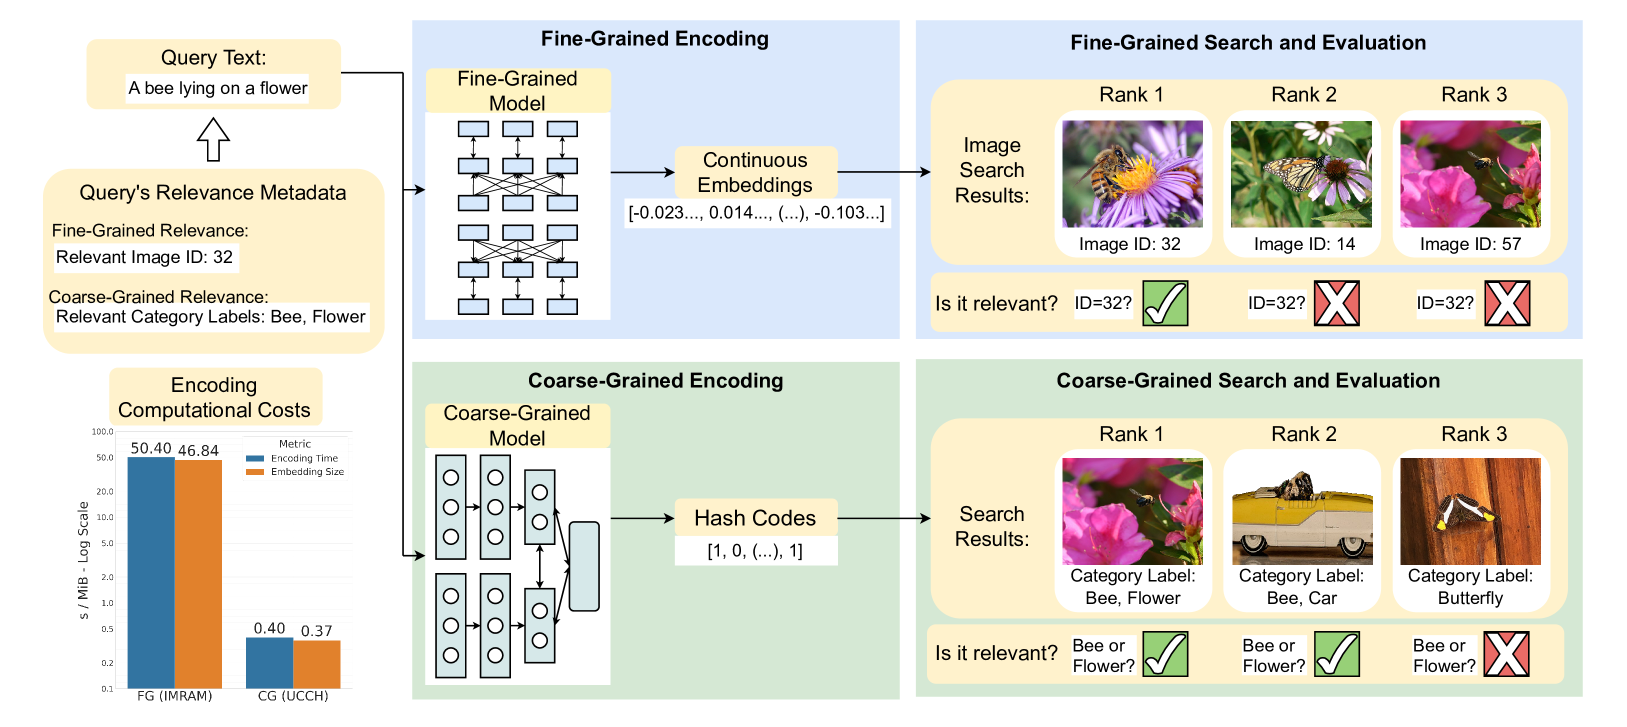 Query Text:
A bee lying on a flower
Query's Relevance Metadata
Fine-Grained Relevance:
Relevant Image ID: 32
Coarse-Grained Relevance:
Relevant Category Labels: Bee, Flower
Encoding
Computational Costs
s / MiB - Log Scale
100.0
50.0
20.0
10.0
5.0
2.0
1.0
0.5
0.2
0.1
50.40
46.84
0.40
0.37
Metric
Encoding Time
Embedding Size
FG (IMRAM)
CG (UCCH)
Fine-Grained Encoding
Fine-Grained
Model
Continuous
Embeddings
[-0.023..., 0.014..., (...), -0.103...]
Fine-Grained Search and Evaluation
Image
Search
Results:
Rank 1
Rank 2
Rank 3
Image ID: 32
Image ID: 14
Image ID: 57
Is it relevant?
ID=32?
ID=32?
ID=32?
Coarse-Grained Encoding
Coarse-Grained
Model
Hash Codes
[1, 0, (...), 1]
Coarse-Grained Search and Evaluation
Search
Results:
Rank 1
Rank 2
Rank 3
Category Label:
Bee, Flower
Category Label:
Bee, Car
Category Label:
Butterfly
Is it relevant?
Bee or
Flower?
Bee or
Flower?
Bee or
Flower?